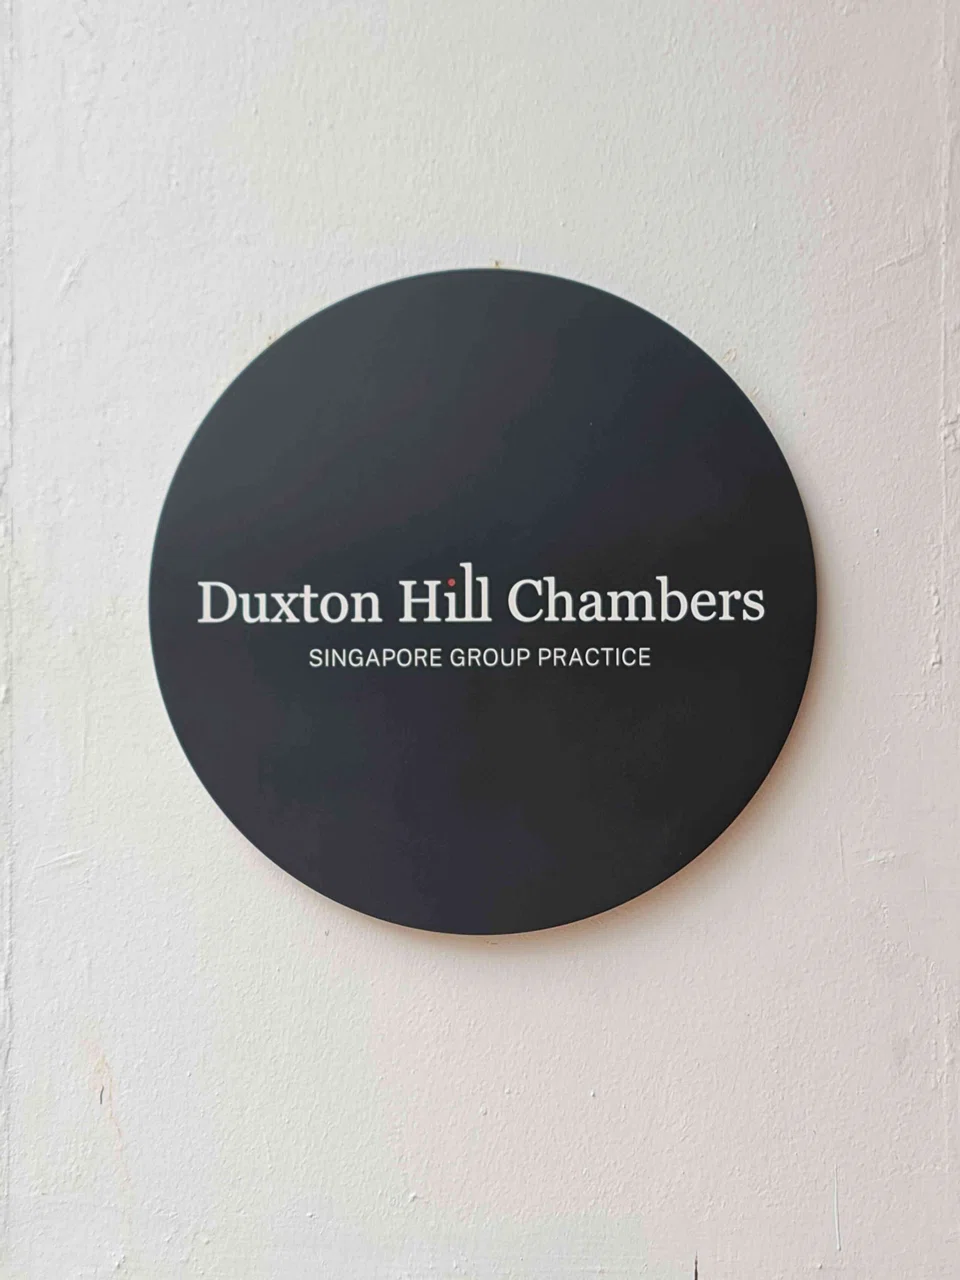 Duxton Hill Chambers
SINGAPORE GROUP PRACTICE